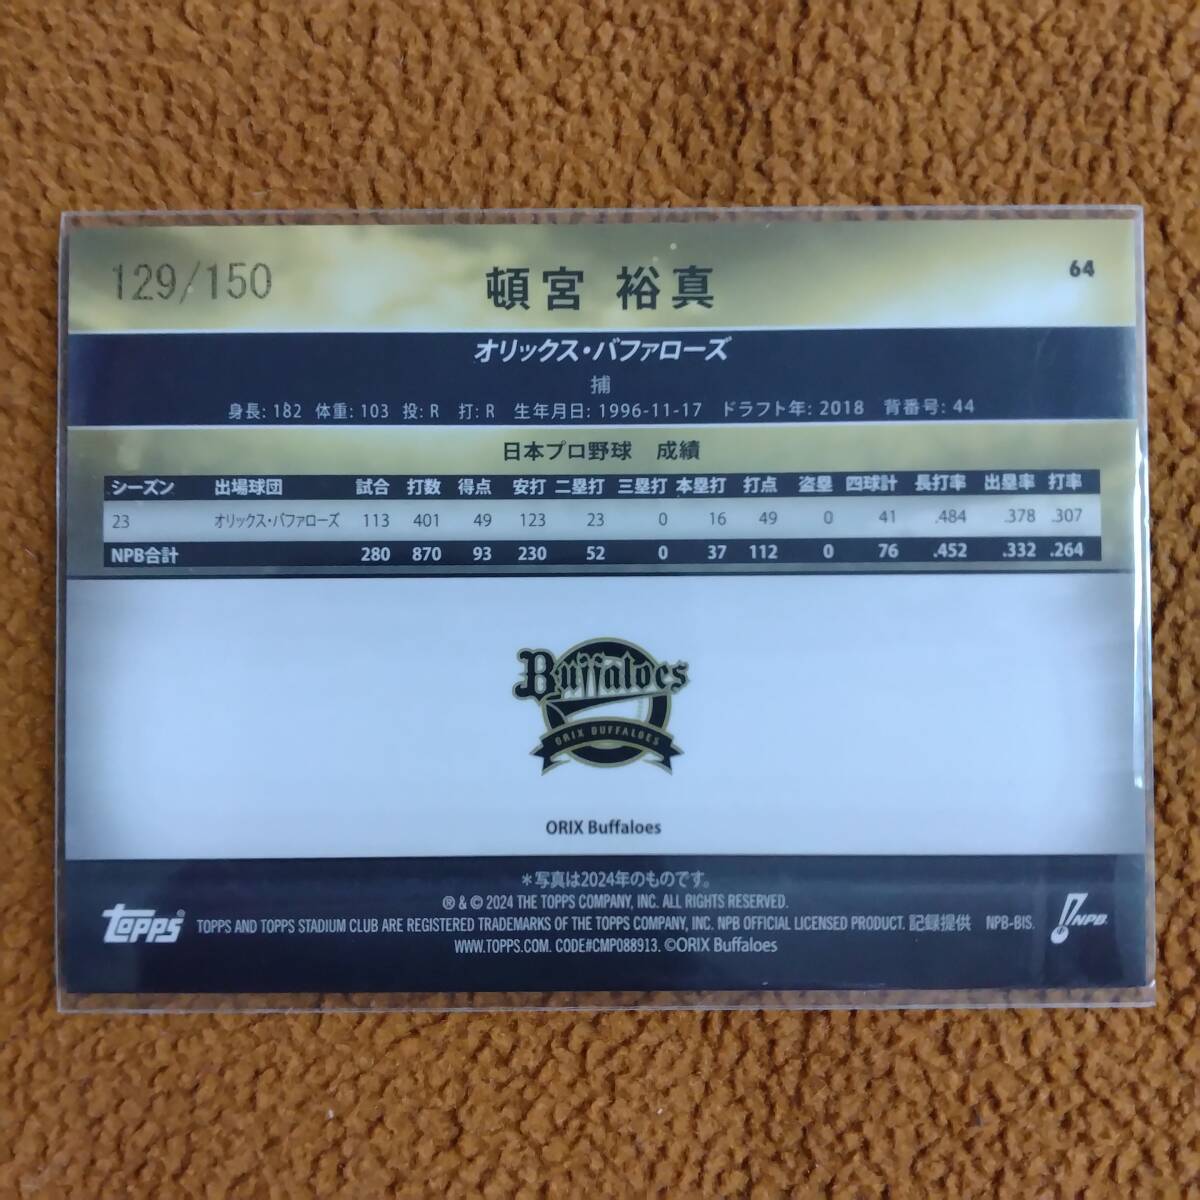 129/150
頓宮 裕真
64
オリックス・バファローズ
捕
身長: 182 体重: 103 投: R 打: R 生年月日: 1996-11-17 ドラフト年: 2018 背番号: 44
日本プロ野球 成績
シーズン 出場球団 試合 打数 得点 安打 二塁打 三塁打 本塁打 打点 盗塁 四球計 長打率 出塁率 打率
23 オリックス・バファローズ 113 401 49 123 23 0 16 49 0 41 .484 .378 .307
NPB合計 280 870 93 230 52 0 37 112 0 76 .452 .332 .264
Buffaloes
ORIX BUFFALOES
ORIX Buffaloes
＊写真は2024年のものです。
® & © 2024 THE TOPPS COMPANY, INC. ALL RIGHTS RESERVED.
TOPPS AND TOPPS STADIUM CLUB ARE REGISTERED TRADEMARKS OF THE TOPPS COMPANY, INC. NPB OFFICIAL LICENSED PRODUCT. 記録提供 NPB-BIS.
WWW.TOPPS.COM. CODE#CMP088913. ©ORIX Buffaloes
TOPPS®
NPB